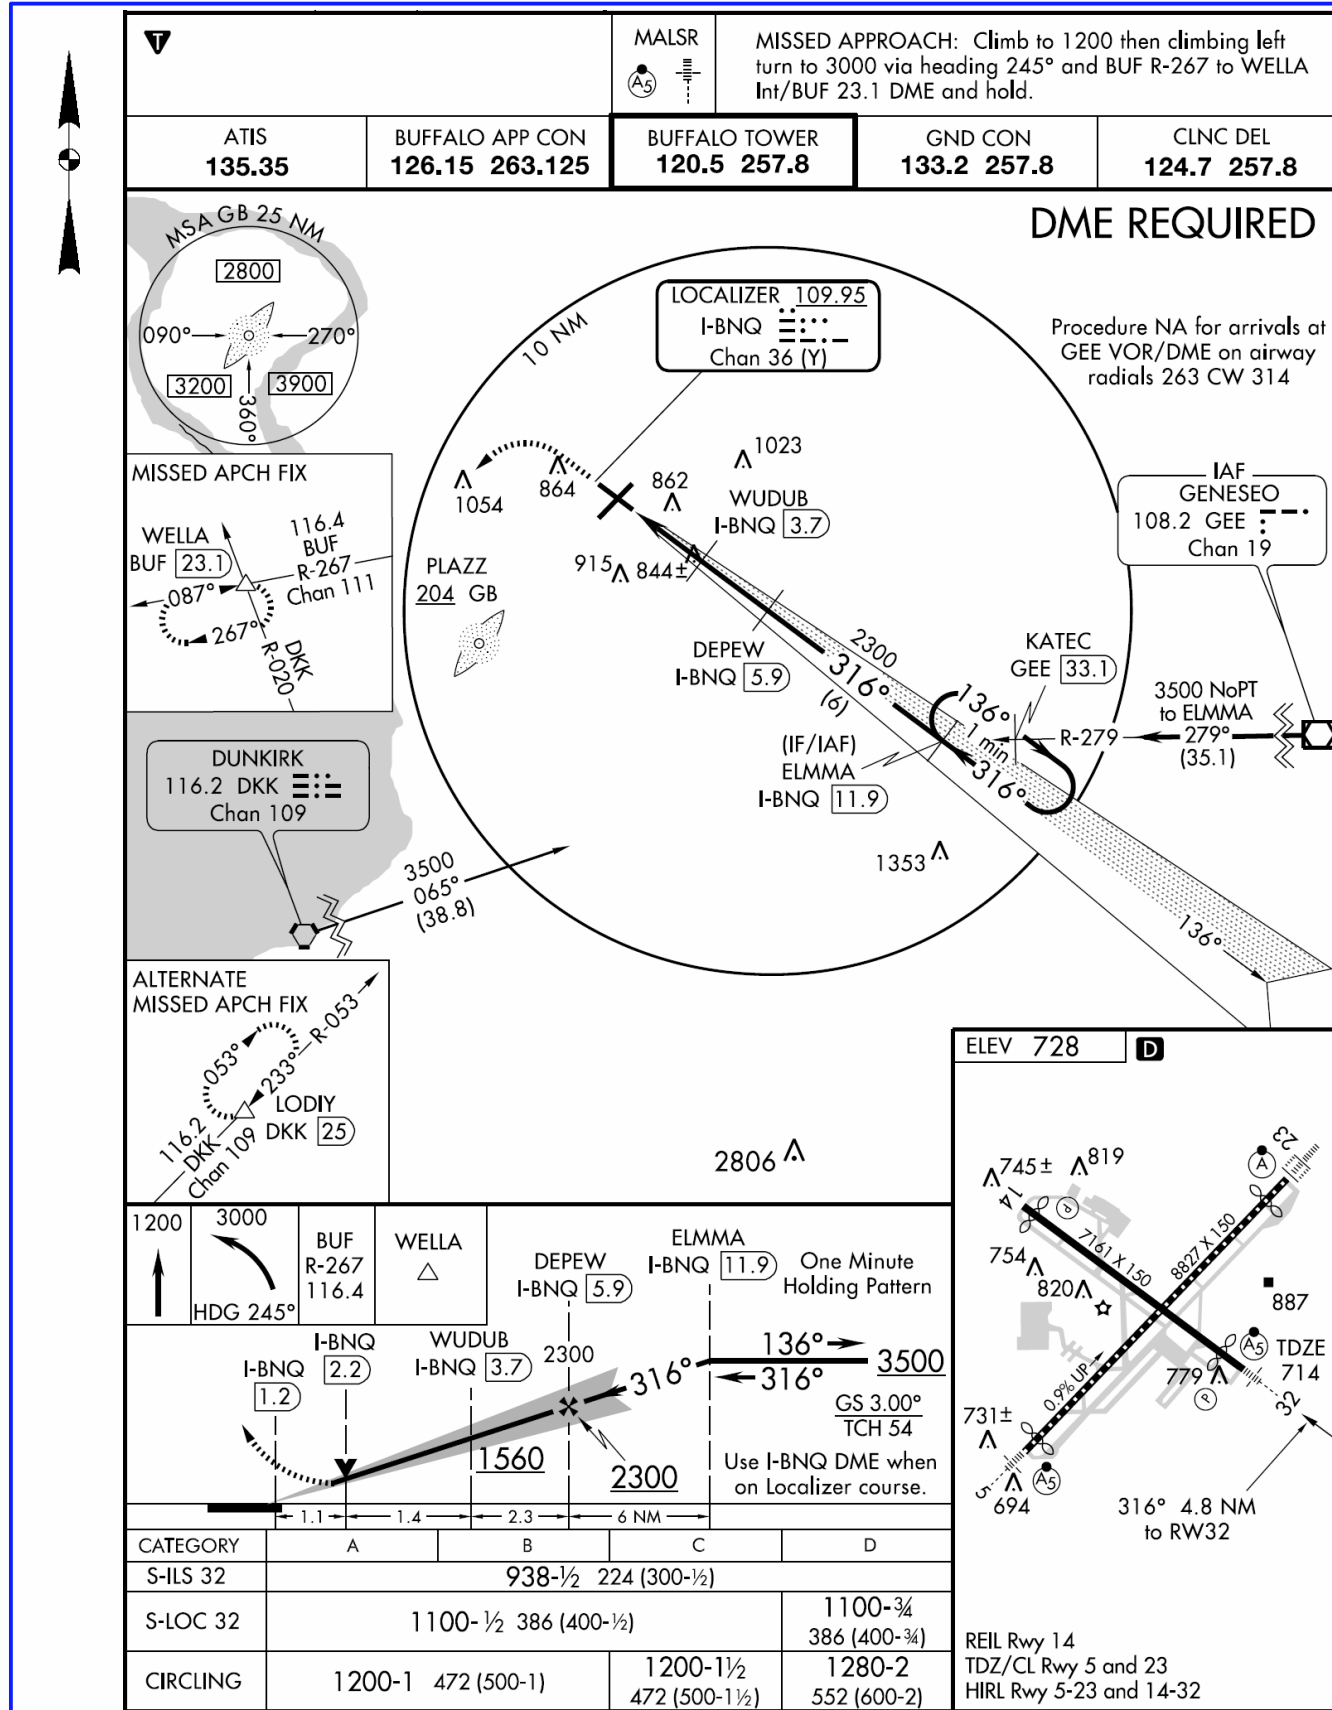 T
MALSR
A5
MISSED APPROACH: Climb to 1200 then climbing left
turn to 3000 via heading 245° and BUF R-267 to WELLA
Int/BUF 23.1 DME and hold.
ATIS
135.35
BUFFALO APP CON
126.15 263.125
BUFFALO TOWER
120.5 257.8
GND CON
133.2 257.8
CLNC DEL
124.7 257.8
DME REQUIRED
MSA GB 25 NM
2800
090°
270°
3200
3900
360°
10 NM
LOCALIZER 109.95
I-BNQ
Chan 36 (Y)
Procedure NA for arrivals at
GEE VOR/DME on airway
radials 263 CW 314
MISSED APCH FIX
WELLA
BUF 23.1
116.4
BUF
R-267
Chan 111
087°
267°
DKK
R-020
1054
864
862
1023
WUDUB
I-BNQ 3.7
915
844±
PLAZZ
204 GB
DEPEW
I-BNQ 5.9
2300
316°
(6)
IAF
GENESEO
108.2 GEE
Chan 19
KATEC
GEE 33.1
136°
1 min
316°
R-279
3500 NoPT
to ELMMA
279°
(35.1)
(IF/IAF)
ELMMA
I-BNQ 11.9
1353
136°
DUNKIRK
116.2 DKK
Chan 109
3500
065°
(38.8)
ALTERNATE
MISSED APCH FIX
053°
233°
R-053
LODIY
DKK 25
116.2
DKK
Chan 109
2806
ELEV 728
D
745±
819
14
P
A
23
7161 X 150
8827 X 150
754
820
887
A5
TDZE
714
779
P
32
0.9% UP
731±
5
694
A5
316° 4.8 NM
to RW32
REIL Rwy 14
TDZ/CL Rwy 5 and 23
HIRL Rwy 5-23 and 14-32
1200
3000
HDG 245°
BUF
R-267
116.4
WELLA
DEPEW
I-BNQ 5.9
ELMMA
I-BNQ 11.9
One Minute
Holding Pattern
I-BNQ
1.2
I-BNQ
2.2
WUDUB
I-BNQ 3.7
2300
316°
136°
316°
3500
GS 3.00°
TCH 54
1560
2300
Use I-BNQ DME when
on Localizer course.
1.1
1.4
2.3
6 NM
CATEGORY A B C D
S-ILS 32 938-½ 224 (300-½)
S-LOC 32 1100-½ 386 (400-½) 1100-¾
386 (400-¾)
CIRCLING 1200-1 472 (500-1) 1200-1½
472 (500-1½)
1280-2
552 (600-2)